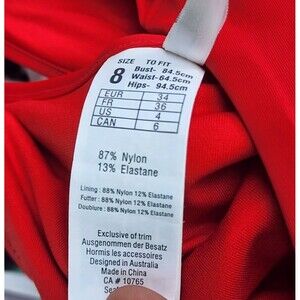 SIZE TO FIT
8
Bust- 84.5cm
Waist-64.5cm
Hips- 94.5cm
EUR 34
FR 36
US 4
CAN 6
87% Nylon
13% Elastane
Lining : 88% Nylon 12% Elastane
Futter : 88% Nylon 12% Elastane
Doublure : 88% Nylon 12% Elastane
Exclusive of trim
Ausgenommen der Besatz
Hormis les accessoires
Designed in Australia
Made in China
CA # 10765